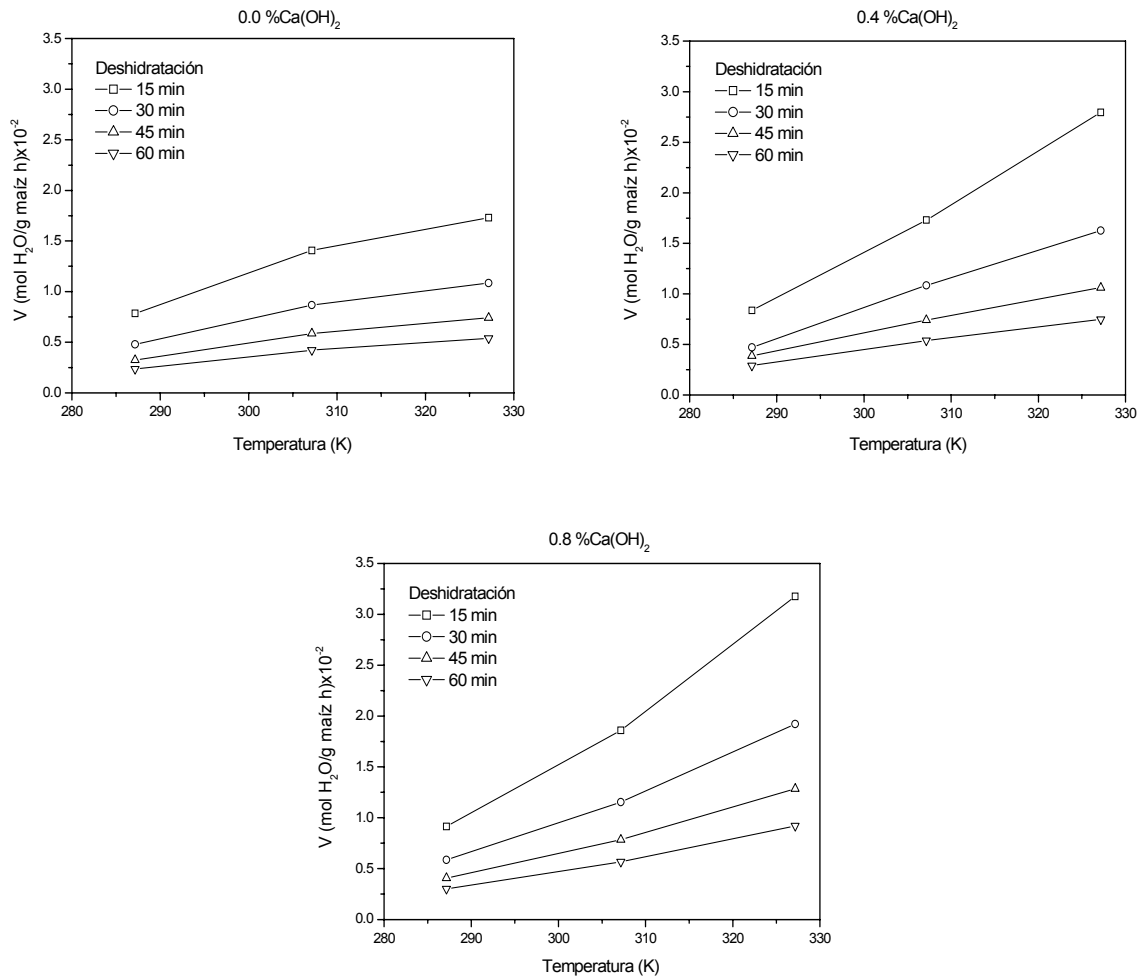 0.0 %Ca(OH)₂
3.5
3.0
2.5
2.0
1.5
1.0
0.5
0.0
V (mol H₂O/g maíz h)x10⁻²
Deshidratación
15 min
30 min
45 min
60 min
280 290 300 310 320 330
Temperatura (K)
0.4 %Ca(OH)₂
3.5
3.0
2.5
2.0
1.5
1.0
0.5
0.0
V (mol H₂O/g maíz h)x10⁻²
Deshidratación
15 min
30 min
45 min
60 min
280 290 300 310 320 330
Temperatura (K)
0.8 %Ca(OH)₂
3.5
3.0
2.5
2.0
1.5
1.0
0.5
0.0
V (mol H₂O/g maíz h)x10⁻²
Deshidratación
15 min
30 min
45 min
60 min
280 290 300 310 320 330
Temperatura (K)